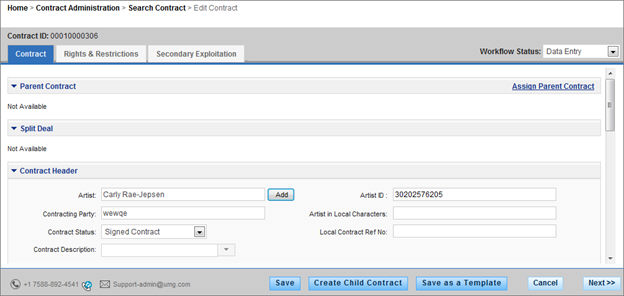 Home > Contract Administration > Search Contract > Edit Contract
Contract ID: 00010000306
Contract Rights & Restrictions Secondary Exploitation Workflow Status: Data Entry
Parent Contract Assign Parent Contract
Not Available
Split Deal
Not Available
Contract Header
Artist: Carly Rae-Jepsen Add Artist ID : 30202576205
Contracting Party: wewqe Artist in Local Characters:
Contract Status: Signed Contract Local Contract Ref No:
Contract Description:
+1 7588-892-4541 Support-admin@umg.com Save Create Child Contract Save as a Template Cancel Next >>